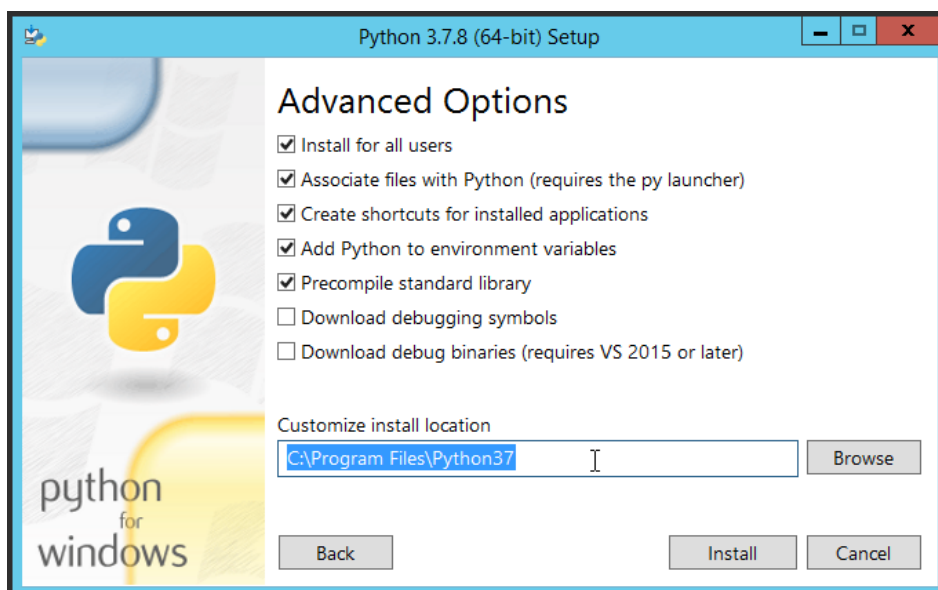 Python 3.7.8 (64-bit) Setup
Advanced Options
Install for all users
Associate files with Python (requires the py launcher)
Create shortcuts for installed applications
Add Python to environment variables
Precompile standard library
Download debugging symbols
Download debug binaries (requires VS 2015 or later)
Customize install location
C:\Program Files\Python37
Browse
python
for
windows
Back
Install
Cancel